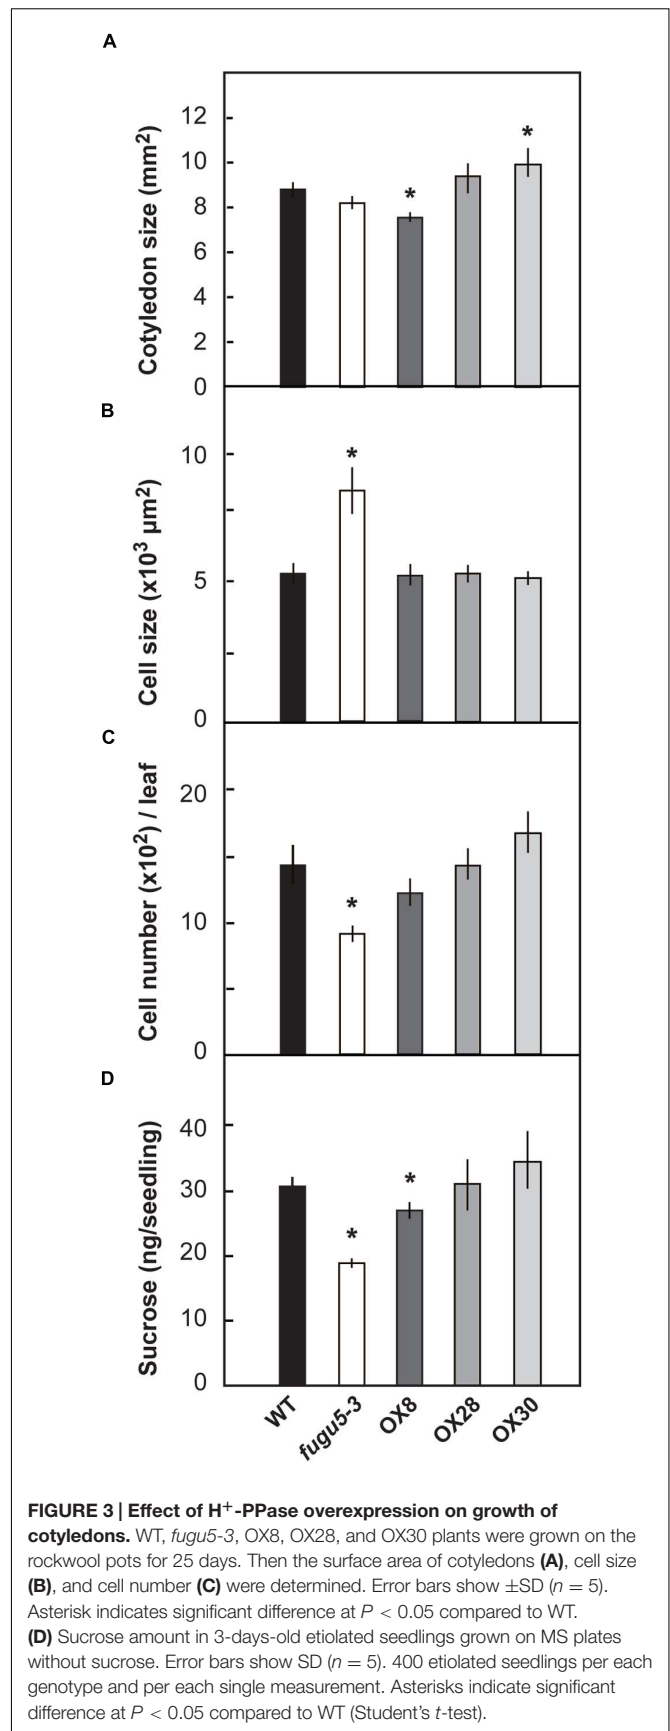 A
Cotyledon size (mm²)
12
10
8
6
4
2
0
*
*
B
Cell size (x10³ µm²)
10
5
0
*
C
Cell number (x10²) / leaf
20
10
0
*
D
Sucrose (ng/seedling)
40
30
20
10
0
*
*
WT
fugu5-3
OX8
OX28
OX30
FIGURE 3 | Effect of H⁺-PPase overexpression on growth of
cotyledons. WT, fugu5-3, OX8, OX28, and OX30 plants were grown on the
rockwool pots for 25 days. Then the surface area of cotyledons (A), cell size
(B), and cell number (C) were determined. Error bars show ±SD (n = 5).
Asterisk indicates significant difference at P < 0.05 compared to WT.
(D) Sucrose amount in 3-days-old etiolated seedlings grown on MS plates
without sucrose. Error bars show SD (n = 5). 400 etiolated seedlings per each
genotype and per each single measurement. Asterisks indicate significant
difference at P < 0.05 compared to WT (Student's t-test).